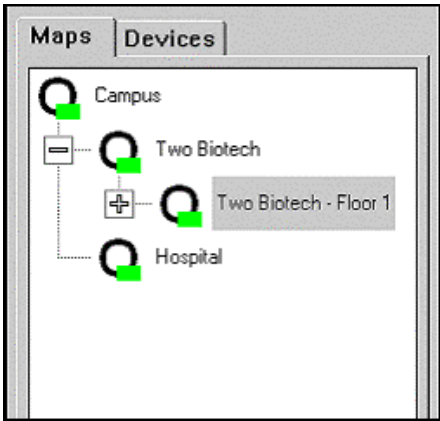 Maps Devices
Campus
Two Biotech
Two Biotech - Floor 1
Hospital